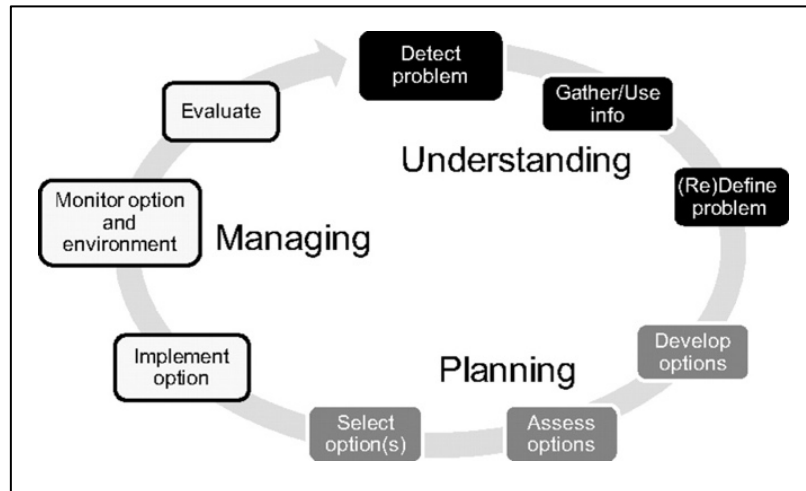 Detect
problem
Gather/Use
info
Understanding
(Re)Define
problem
Develop
options
Planning
Assess
options
Select
option(s)
Implement
option
Managing
Monitor option
and
environment
Evaluate